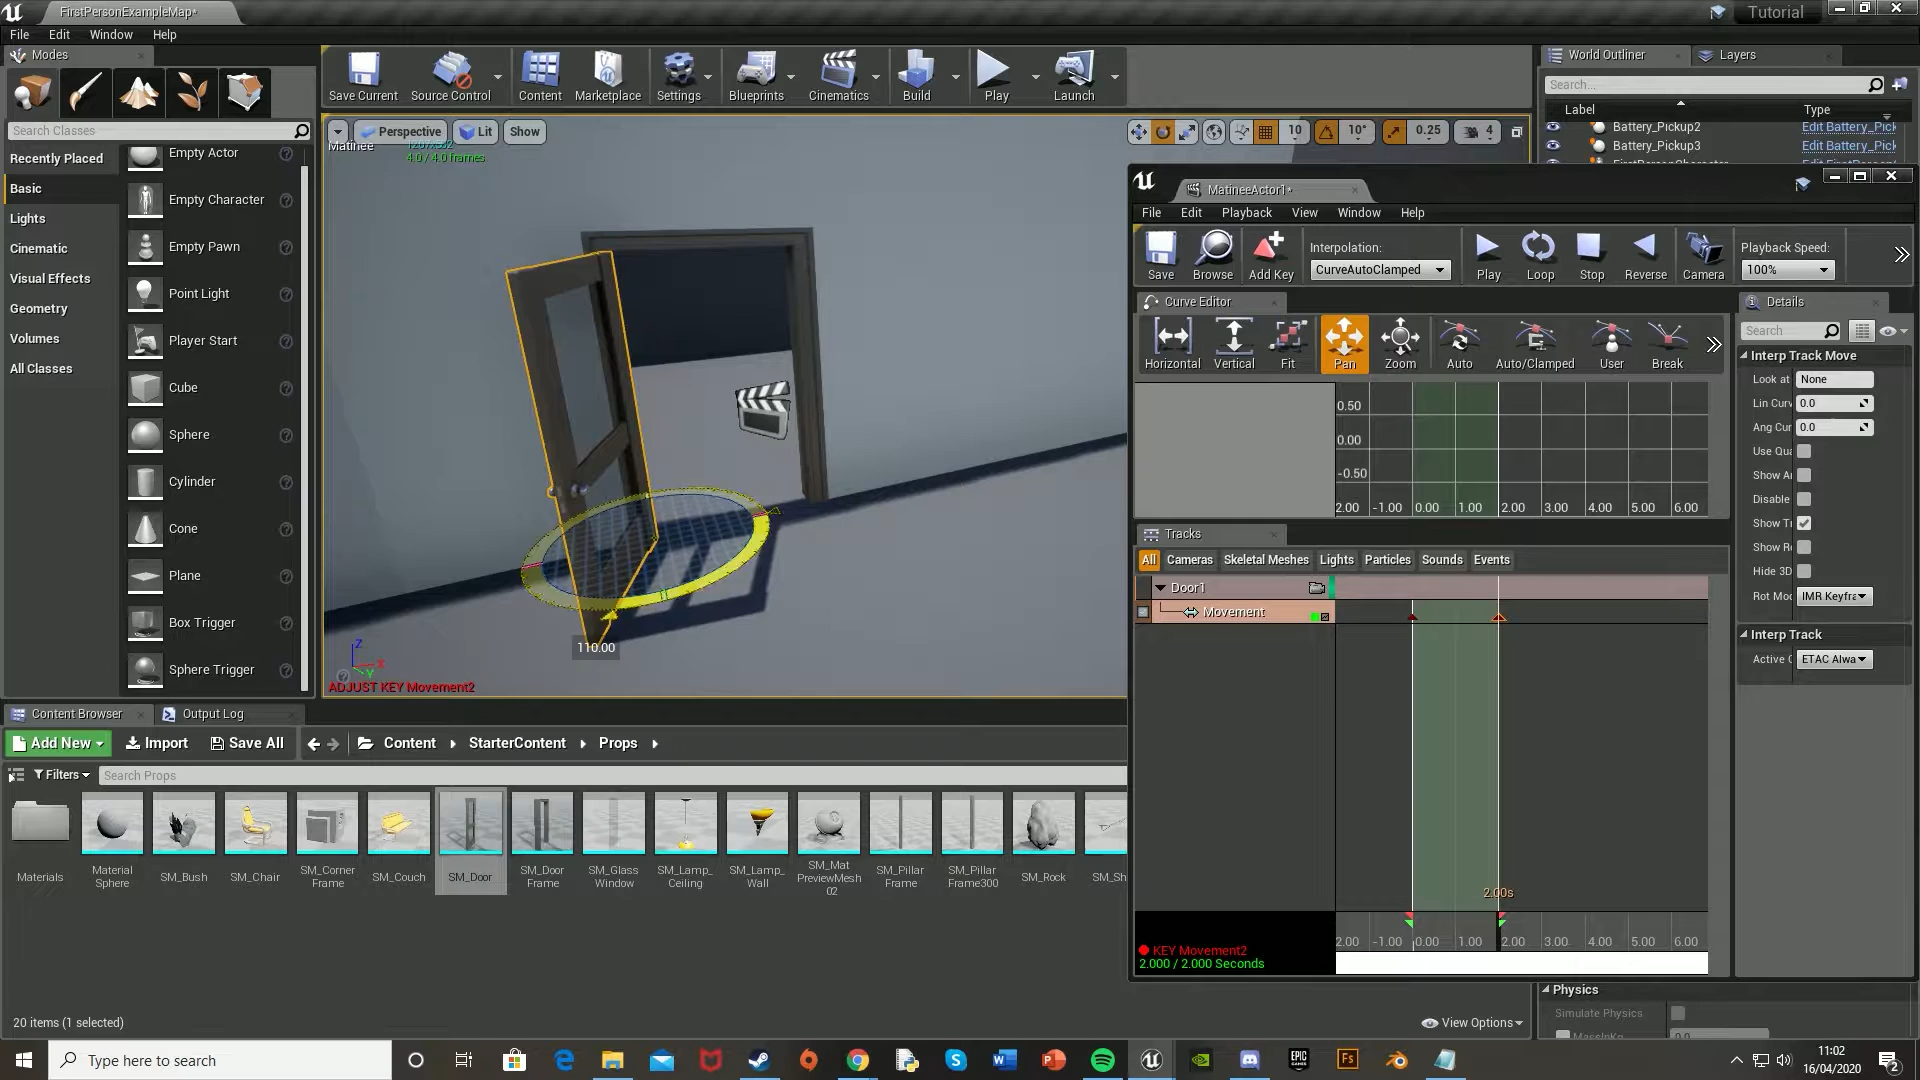 FirstPersonExampleMap*
Tutorial
File Edit Window Help
Modes
Search Classes
Recently Placed
Basic
Lights
Cinematic
Visual Effects
Geometry
Volumes
All Classes
Empty Actor
Empty Character
Empty Pawn
Point Light
Player Start
Cube
Sphere
Cylinder
Cone
Plane
Box Trigger
Sphere Trigger
Save Current
Source Control
Content
Marketplace
Settings
Blueprints
Cinematics
Build
Play
Launch
Perspective Lit Show
10 10° 0.25 4
Matinee
4.0 / 4.0 frames
110.00
Z X Y
ADJUST KEY Movement2
World Outliner Layers
Search...
Label Type
Battery_Pickup2 Edit Battery_Pick
Battery_Pickup3 Edit Battery_Pick
MatineeActor1*
File Edit Playback View Window Help
Save Browse Add Key
Interpolation:
CurveAutoClamped
Play Loop Stop Reverse Camera
Playback Speed:
100%
Curve Editor
Horizontal Vertical Fit Pan Zoom Auto Auto/Clamped User Break
0.50
0.00
-0.50
2.00 -1.00 0.00 1.00 2.00 3.00 4.00 5.00 6.00
Tracks
All Cameras Skeletal Meshes Lights Particles Sounds Events
Door1
Movement
2.00s
2.00 -1.00 0.00 1.00 2.00 3.00 4.00 5.00 6.00
KEY Movement2
2.000 / 2.000 Seconds
Details
Search
Interp Track Move
Look at None
Lin Curv 0.0
Ang Cur 0.0
Use Qua
Show Ar
Disable
Show Tr
Show Ro
Hide 3D
Rot Moc IMR Keyfra
Interp Track
Active C ETAC Alwa
Physics
Simulate Physics
Content Browser Output Log
Add New Import Save All Content StarterContent Props
Filters Search Props
Materials
Material Sphere
SM_Bush
SM_Chair
SM_Corner Frame
SM_Couch
SM_Door
SM_Door Frame
SM_Glass Window
SM_Lamp_ Ceiling
SM_Lamp_ Wall
SM_Mat PreviewMesh 02
SM_Pillar Frame
SM_Pillar Frame300
SM_Rock
SM_Sh
20 items (1 selected)
View Options
Type here to search
11:02
16/04/2020
2